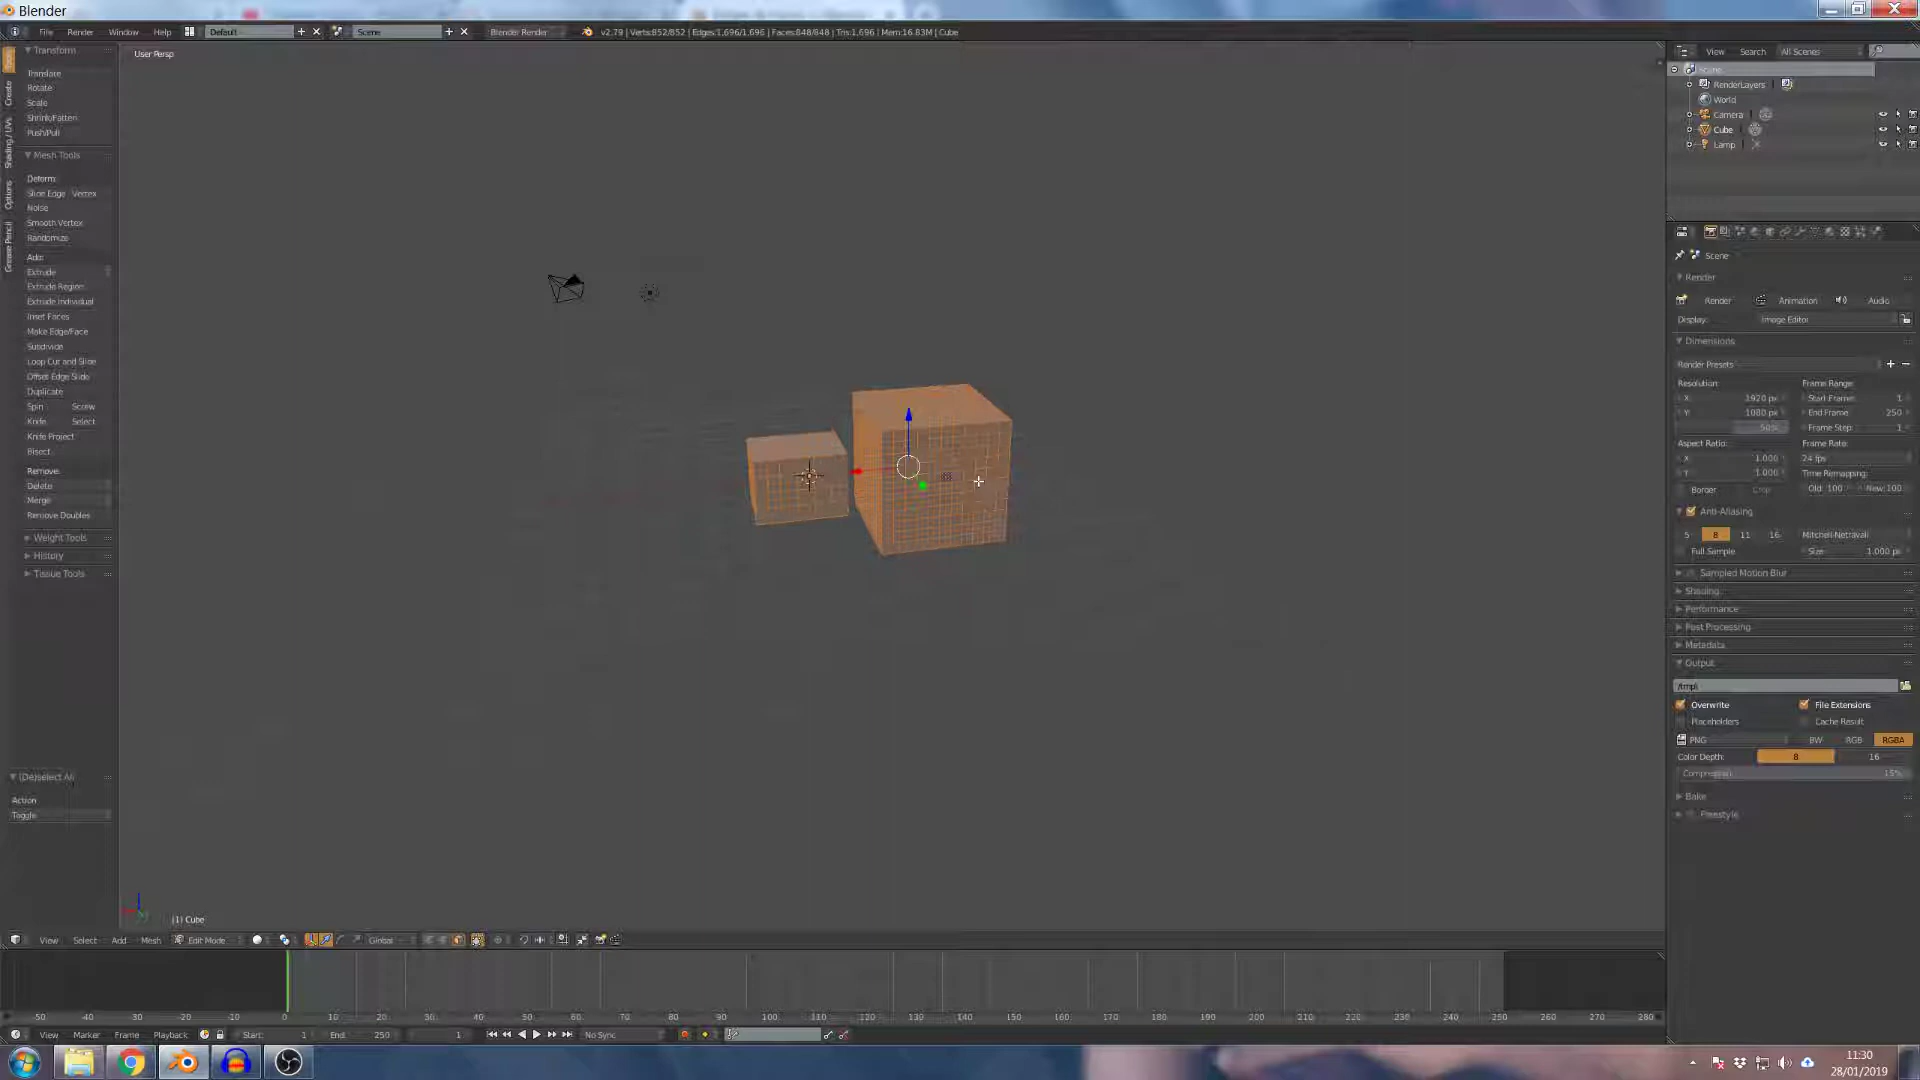 Blender
File Render Window Help Default Scene Blender Render v2.79 | Verts:852/852 | Edges:1,696/1,696 | Faces:848/848 | Tris:1,696 | Mem:16.83M | Cube
Transform
Translate
Rotate
Scale
Shrink/Fatten
Push/Pull
Mesh Tools
Deform:
Slide Edge Vertex
Noise
Smooth Vertex
Randomize
Add:
Extrude
Extrude Region
Extrude Individual
Inset Faces
Make Edge/Face
Subdivide
Loop Cut and Slide
Offset Edge Slide
Duplicate
Spin Screw
Knife Select
Knife Project
Bisect
Remove:
Delete
Merge
Remove Doubles
Weight Tools
History
Tissue Tools
(De)select All
Action
Toggle
Create
Shading / UVs
Options
Grease Pencil
User Persp
(1) Cube
View Select Add Mesh Edit Mode Global
View Search All Scenes
Scene
RenderLayers
World
Camera
Cube
Lamp
Scene
Render
Render Animation Audio
Display: Image Editor
Dimensions
Render Presets
Resolution: Frame Range:
X: 1920 px Start Frame: 1
Y: 1080 px End Frame: 250
50% Frame Step: 1
Aspect Ratio: Frame Rate:
X: 1.000 24 fps
Y: 1.000 Time Remapping:
Border Crop Old: 100 New: 100
Anti-Aliasing
5 8 11 16 Mitchell-Netravali
Full Sample Size: 1.000 px
Sampled Motion Blur
Shading
Performance
Post Processing
Metadata
Output
/tmp\
Overwrite File Extensions
Placeholders Cache Result
PNG BW RGB RGBA
Color Depth: 8 16
Compression: 15%
Bake
Freestyle
-50 -40 -30 -20 -10 0 10 20 30 40 50 60 70 80 90 100 110 120 130 140 150 160 170 180 190 200 210 220 230 240 250 260 270 280
View Marker Frame Playback Start: 1 End: 250 1 No Sync
11:30
28/01/2019